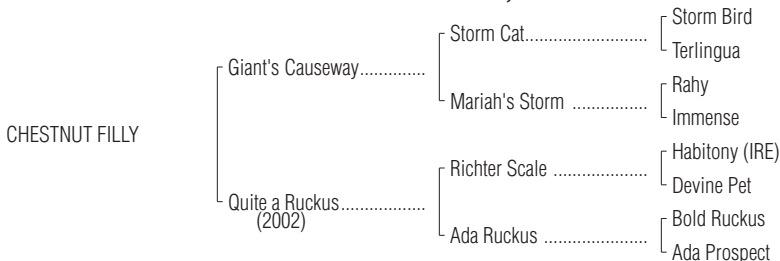 Storm Bird
Storm Cat..............................
Terlingua
Giant's Causeway..............
Rahy
Mariah's Storm ..................
Immense
CHESTNUT FILLY
Habitony (IRE)
Richter Scale ......................
Devine Pet
Quite a Ruckus..................
(2002)
Bold Ruckus
Ada Ruckus ........................
Ada Prospect